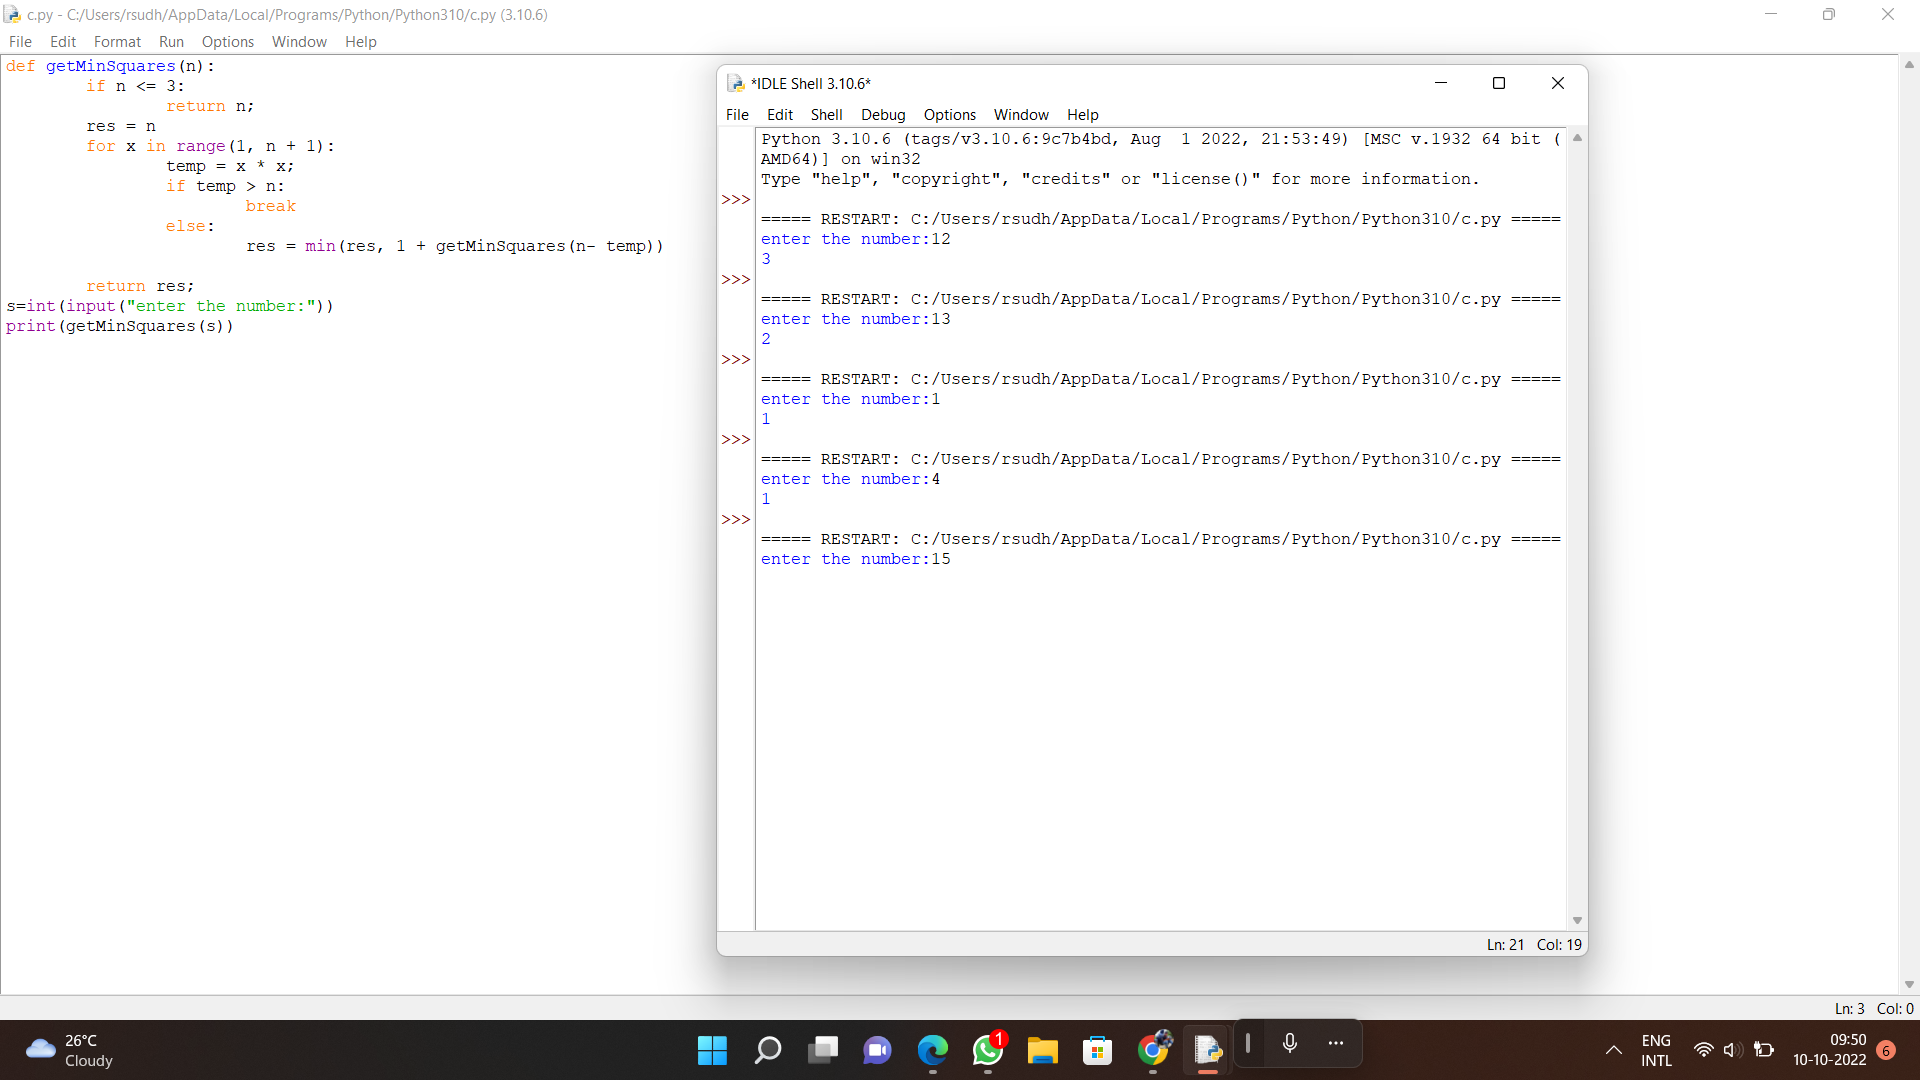 c.py - C:/Users/rsudh/AppData/Local/Programs/Python/Python310/c.py (3.10.6)
File Edit Format Run Options Window Help
def getMinSquares(n):
        if n <= 3:
                return n;
        res = n
        for x in range(1, n + 1):
                temp = x * x;
                if temp > n:
                        break
                else:
                        res = min(res, 1 + getMinSquares(n- temp))
        return res;
s=int(input("enter the number:"))
print(getMinSquares(s))
*IDLE Shell 3.10.6*
File Edit Shell Debug Options Window Help
Python 3.10.6 (tags/v3.10.6:9c7b4bd, Aug  1 2022, 21:53:49) [MSC v.1932 64 bit (
AMD64)] on win32
Type "help", "copyright", "credits" or "license()" for more information.
>>>
===== RESTART: C:/Users/rsudh/AppData/Local/Programs/Python/Python310/c.py =====
enter the number:12
3
>>>
===== RESTART: C:/Users/rsudh/AppData/Local/Programs/Python/Python310/c.py =====
enter the number:13
2
>>>
===== RESTART: C:/Users/rsudh/AppData/Local/Programs/Python/Python310/c.py =====
enter the number:1
1
>>>
===== RESTART: C:/Users/rsudh/AppData/Local/Programs/Python/Python310/c.py =====
enter the number:4
1
>>>
===== RESTART: C:/Users/rsudh/AppData/Local/Programs/Python/Python310/c.py =====
enter the number:15
Ln: 21 Col: 19
Ln: 3 Col: 0
26°C
Cloudy
1
ENG
INTL
09:50
10-10-2022
6